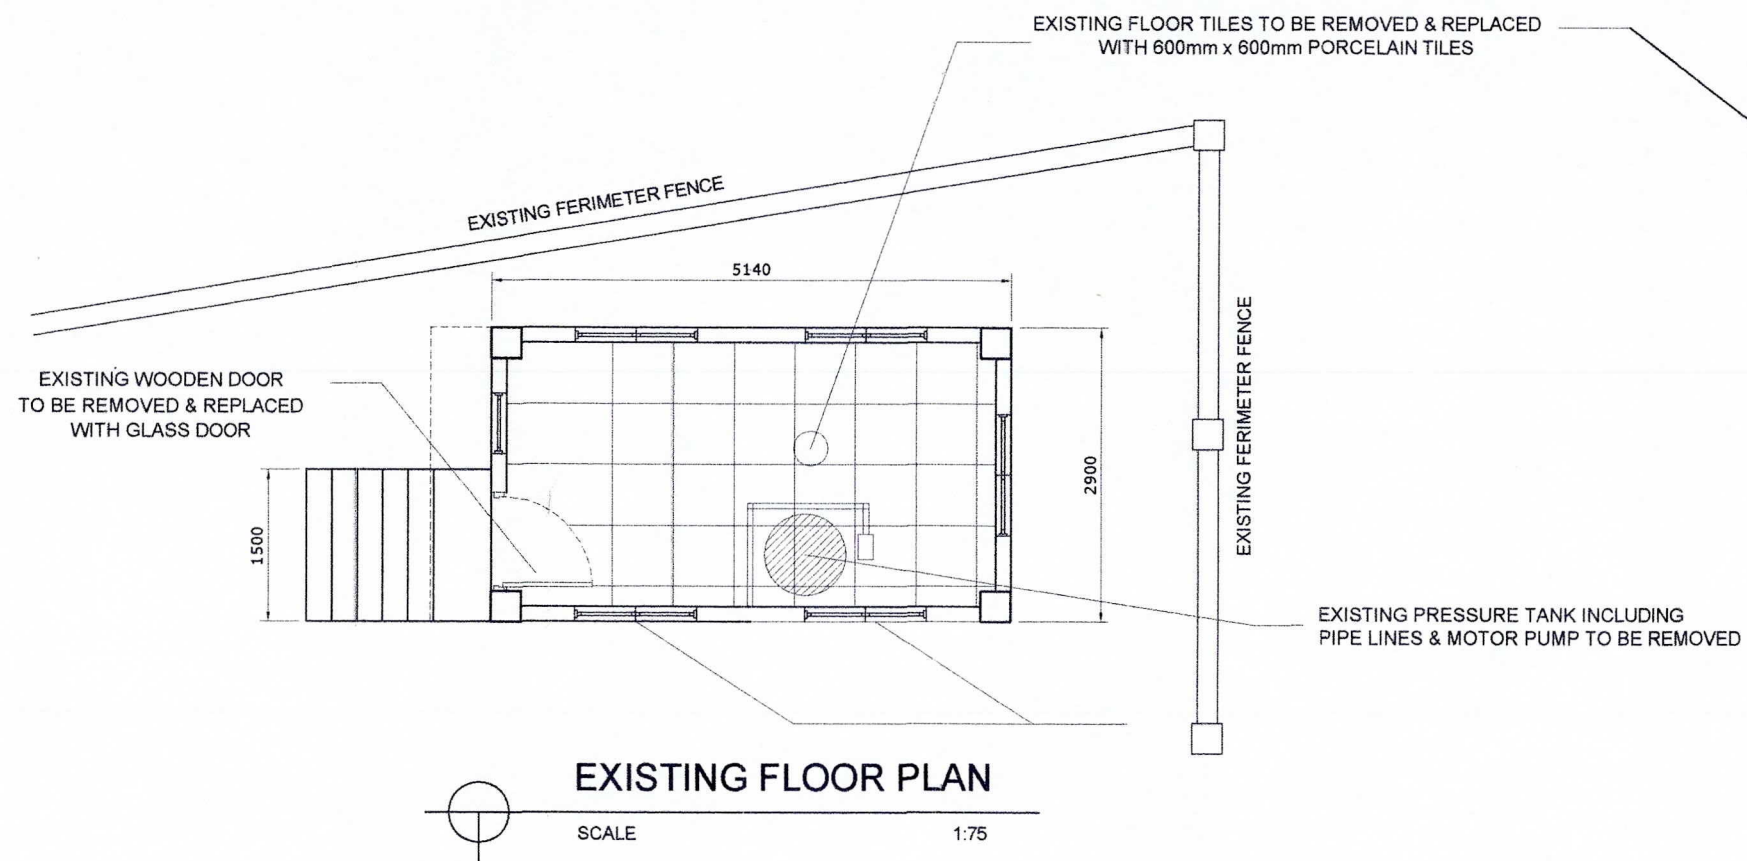 EXISTING FLOOR TILES TO BE REMOVED & REPLACED
WITH 600mm x 600mm PORCELAIN TILES
EXISTING FERIMETER FENCE
5140
EXISTING WOODEN DOOR
TO BE REMOVED & REPLACED
WITH GLASS DOOR
EXISTING FERIMETER FENCE
2900
1500
EXISTING PRESSURE TANK INCLUDING
PIPE LINES & MOTOR PUMP TO BE REMOVED
EXISTING FLOOR PLAN
SCALE 1:75